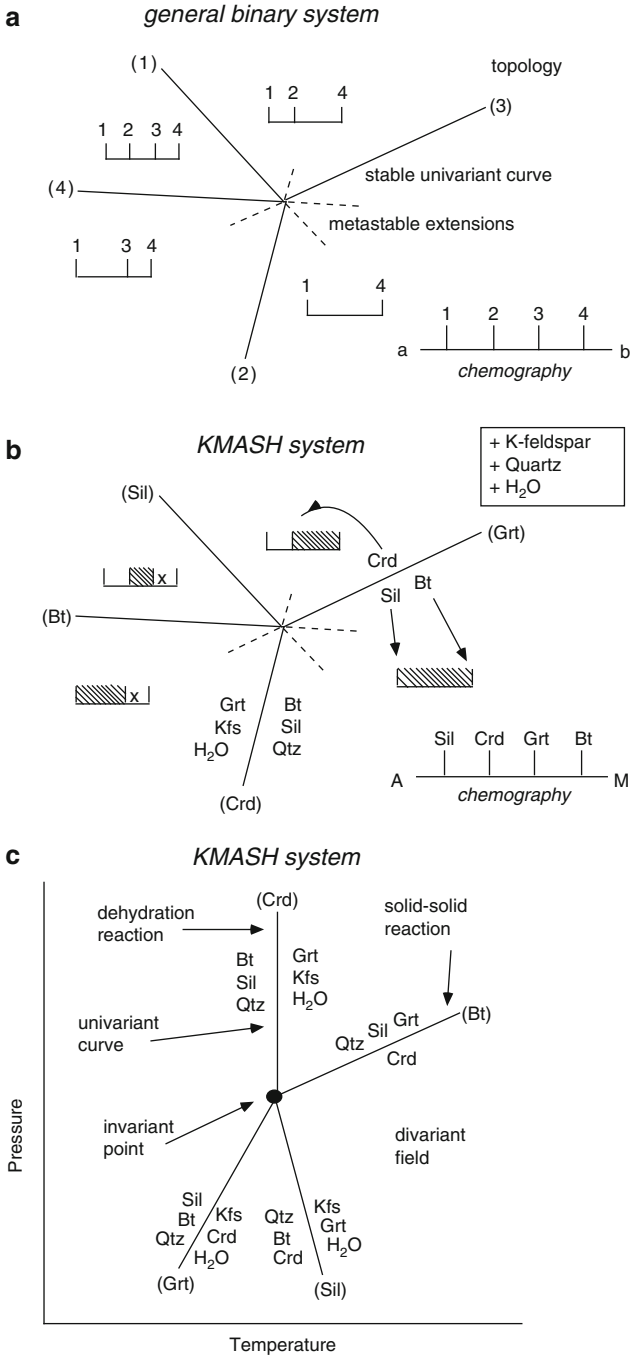 a
general binary system
(1)
topology
1 2 4
(3)
1 2 3 4
stable univariant curve
(4)
metastable extensions
1 3 4
1 4
1 2 3 4
a b
chemography
(2)
b
KMASH system
+ K-feldspar
+ Quartz
+ H₂O
(Sil)
(Grt)
Crd
x
Sil Bt
(Bt)
x
Grt Bt
Kfs Sil
H₂O Qtz
Sil Crd Grt Bt
A M
chemography
(Crd)
c
KMASH system
(Crd)
dehydration
reaction
solid-solid
reaction
Bt
Sil
Qtz
Grt
Kfs
H₂O
univariant
curve
Qtz Sil Grt
(Bt)
Crd
invariant
point
divariant
field
Pressure
Sil
Bt
Qtz
Kfs
Crd
H₂O
(Grt)
Qtz
Bt
Crd
Kfs
Grt
H₂O
(Sil)
Temperature